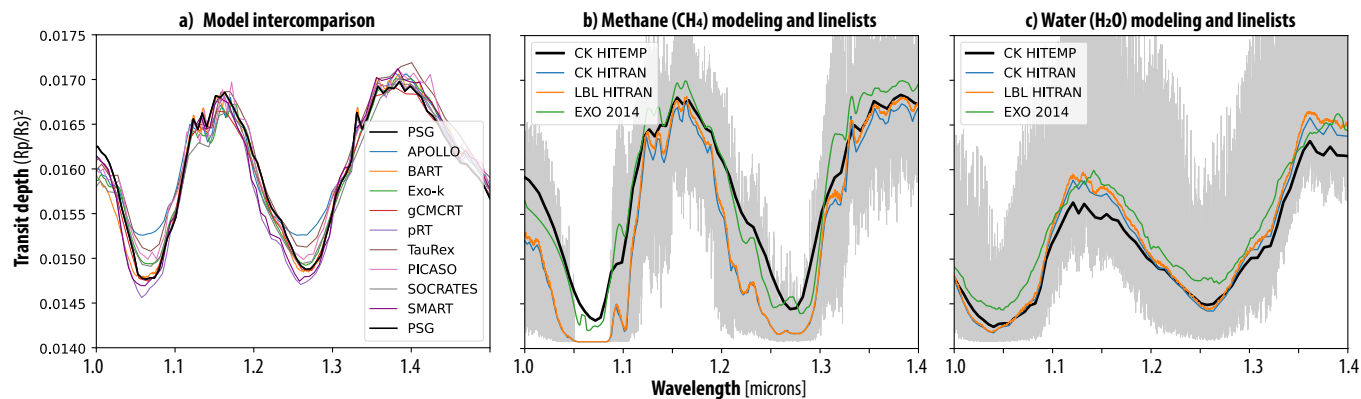 a) Model intercomparison
b) Methane (CH₄) modeling and linelists
c) Water (H₂O) modeling and linelists
Transit depth (Rp/Rs)²
0.0175
0.0170
0.0165
0.0160
0.0155
0.0150
0.0145
0.0140
PSG
APOLLO
BART
Exo-k
gCMCRT
pRT
TauRex
PICASO
SOCRATES
SMART
PSG
1.0
1.1
1.2
1.3
1.4
CK HITEMP
CK HITRAN
LBL HITRAN
EXO 2014
1.0
1.1
1.2
1.3
1.4
CK HITEMP
CK HITRAN
LBL HITRAN
EXO 2014
1.0
1.1
1.2
1.3
1.4
Wavelength [microns]